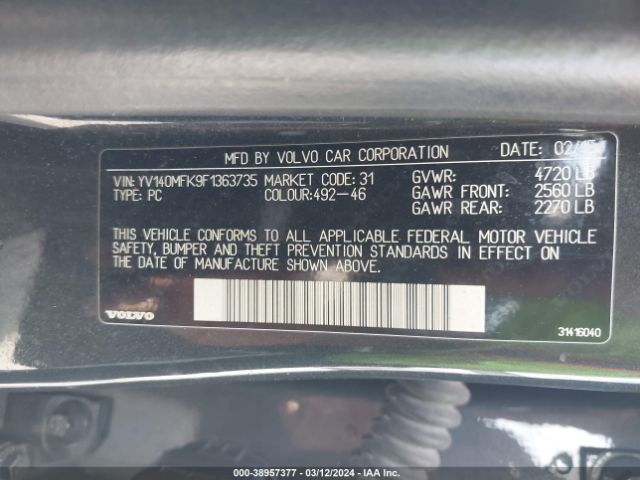 MFD BY VOLVO CAR CORPORATION DATE: 02/15
VIN: YV140MFK9F1363735 MARKET CODE: 31 GVWR: 4720 LB
TYPE: PC COLOUR:492-46 GAWR FRONT: 2560 LB
GAWR REAR: 2270 LB
THIS VEHICLE CONFORMS TO ALL APPLICABLE FEDERAL MOTOR VEHICLE
SAFETY, BUMPER AND THEFT PREVENTION STANDARDS IN EFFECT ON
THE DATE OF MANUFACTURE SHOWN ABOVE.
VOLVO 31416040
000-38957377 - 03/12/2024 - IAA Inc.